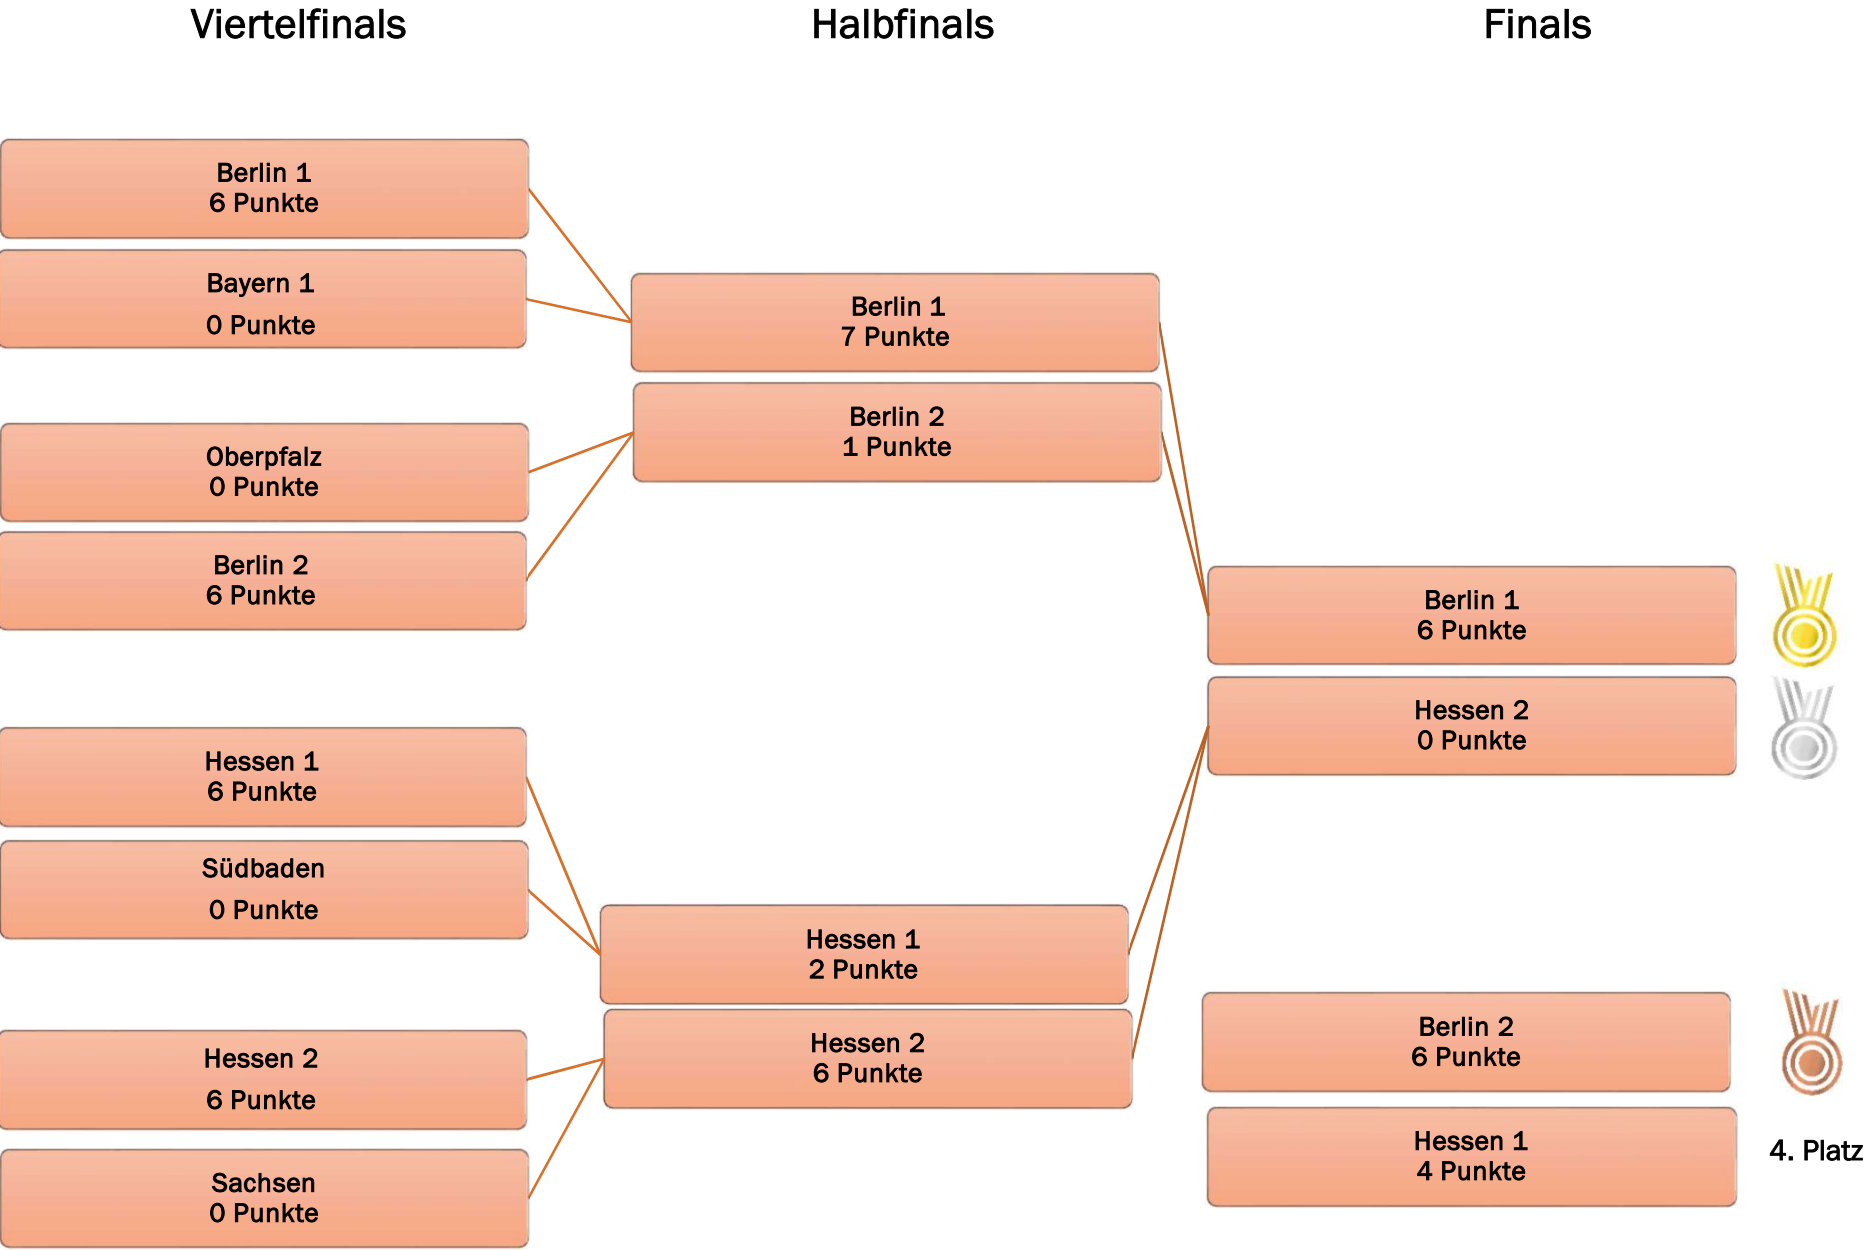 Viertelfinals
Halbfinals
Finals
Berlin 1
6 Punkte
Bayern 1
0 Punkte
Oberpfalz
0 Punkte
Berlin 2
6 Punkte
Hessen 1
6 Punkte
Südbaden
0 Punkte
Hessen 2
6 Punkte
Sachsen
0 Punkte
Berlin 1
7 Punkte
Berlin 2
1 Punkte
Hessen 1
2 Punkte
Hessen 2
6 Punkte
Berlin 1
6 Punkte
Hessen 2
0 Punkte
Berlin 2
6 Punkte
Hessen 1
4 Punkte
4. Platz